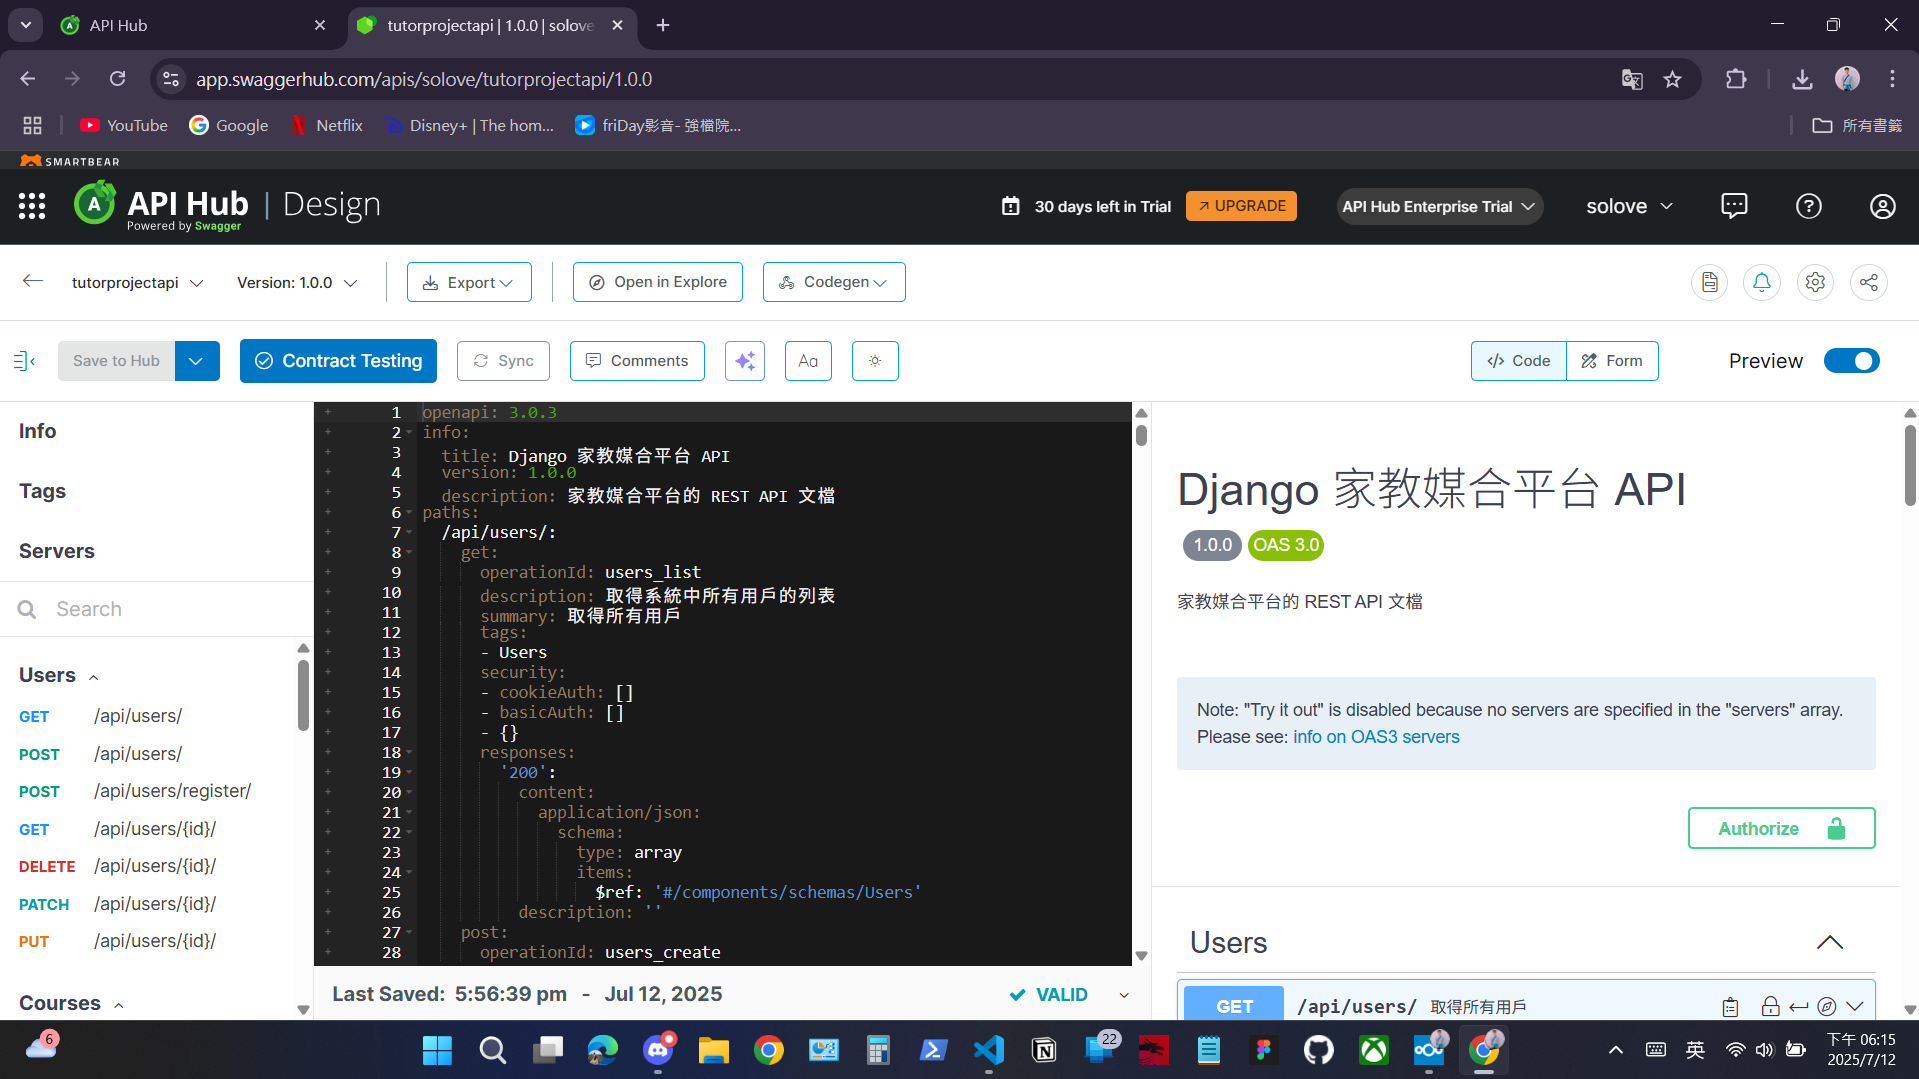 API Hub
tutorprojectapi | 1.0.0 | solove
app.swaggerhub.com/apis/solove/tutorprojectapi/1.0.0
YouTube
Google
Netflix
Disney+ | The hom...
friDay影音- 強檔院...
所有書籤
SMARTBEAR
API Hub | Design
Powered by Swagger
30 days left in Trial
UPGRADE
API Hub Enterprise Trial
solove
tutorprojectapi
Version: 1.0.0
Export
Open in Explore
Codegen
Save to Hub
Contract Testing
Sync
Comments
Aa
</> Code
Form
Preview
Info
Tags
Servers
Search
Users
GET /api/users/
POST /api/users/
POST /api/users/register/
GET /api/users/{id}/
DELETE /api/users/{id}/
PATCH /api/users/{id}/
PUT /api/users/{id}/
Courses
1 openapi: 3.0.3
2 info:
3 title: Django 家教媒合平台 API
4 version: 1.0.0
5 description: 家教媒合平台的 REST API 文檔
6 paths:
7 /api/users/:
8 get:
9 operationId: users_list
10 description: 取得系統中所有用戶的列表
11 summary: 取得所有用戶
12 tags:
13 - Users
14 security:
15 - cookieAuth: []
16 - basicAuth: []
17 - {}
18 responses:
19 '200':
20 content:
21 application/json:
22 schema:
23 type: array
24 items:
25 $ref: '#/components/schemas/Users'
26 description: ''
27 post:
28 operationId: users_create
Last Saved: 5:56:39 pm - Jul 12, 2025
VALID
Django 家教媒合平台 API
1.0.0
OAS 3.0
家教媒合平台的 REST API 文檔
Note: "Try it out" is disabled because no servers are specified in the "servers" array.
Please see: info on OAS3 servers
Authorize
Users
GET /api/users/ 取得所有用戶
6
22
英
下午 06:15
2025/7/12